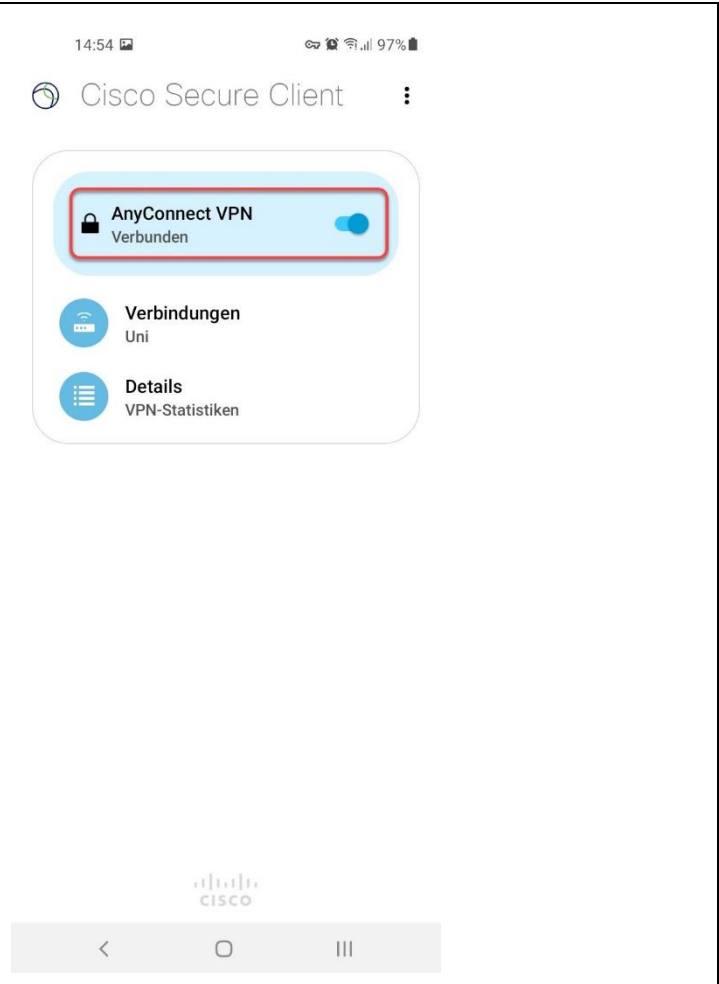 14:54 97%
Cisco Secure Client
AnyConnect VPN
Verbunden
Verbindungen
Uni
Details
VPN-Statistiken
CISCO